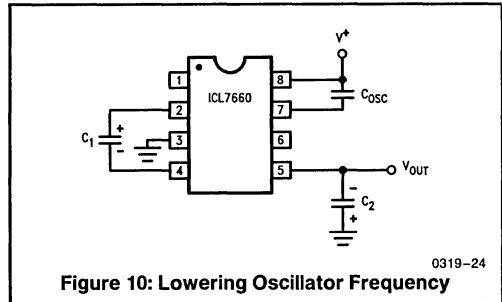 V+
1
8
ICL7660
COSC
2
7
C1
+
-
3
6
4
5
VOUT
-
C2
+
0319-24
Figure 10: Lowering Oscillator Frequency